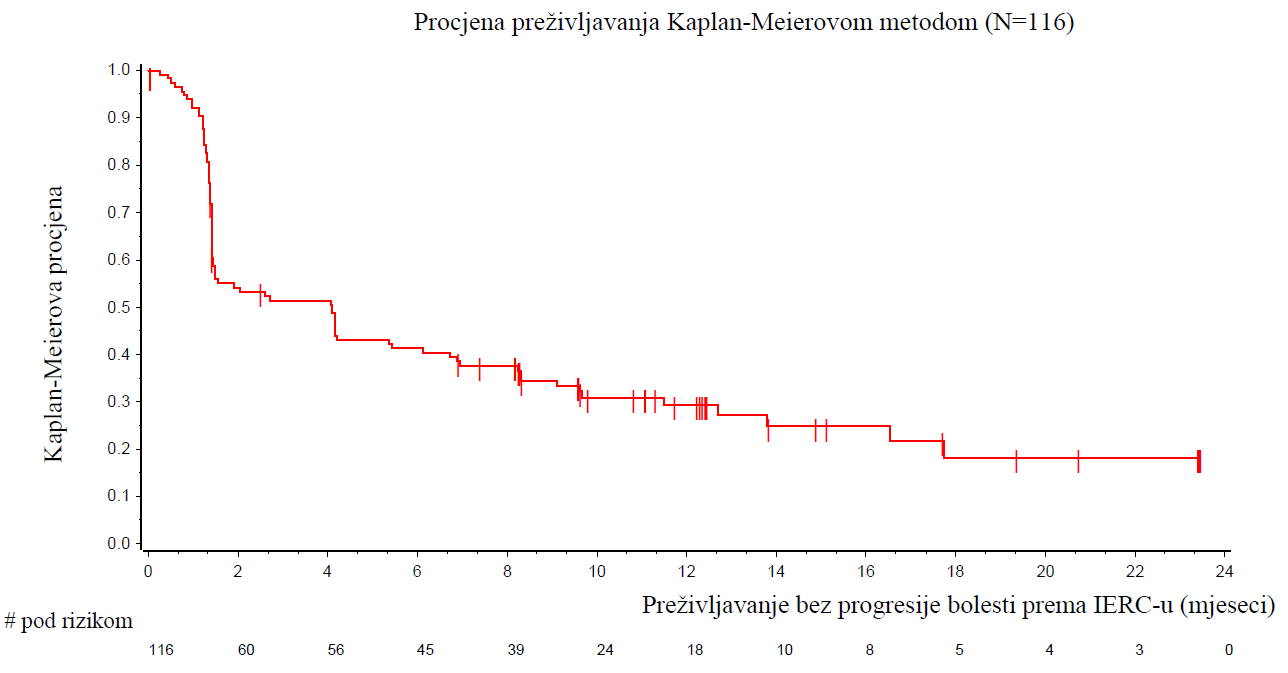 Procjena preživljavanja Kaplan-Meierovom metodom (N=116)
Kaplan-Meierova procjena
1.0
0.9
0.8
0.7
0.6
0.5
0.4
0.3
0.2
0.1
0.0
0 2 4 6 8 10 12 14 16 18 20 22 24
Preživljavanje bez progresije bolesti prema IERC-u (mjeseci)
# pod rizikom
116 60 56 45 39 24 18 10 8 5 4 3 0